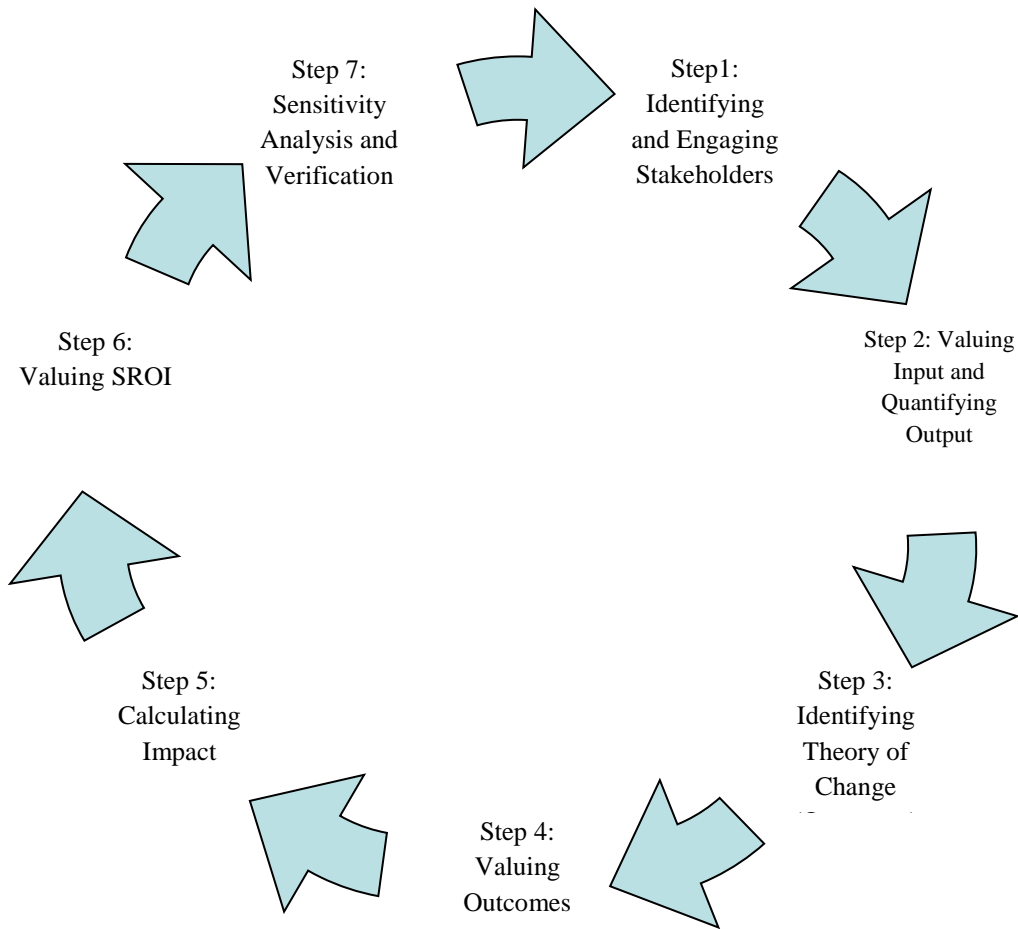 Step1:
Identifying
and Engaging
Stakeholders
Step 2: Valuing
Input and
Quantifying
Output
Step 3:
Identifying
Theory of
Change
Step 4:
Valuing
Outcomes
Step 5:
Calculating
Impact
Step 6:
Valuing SROI
Step 7:
Sensitivity
Analysis and
Verification